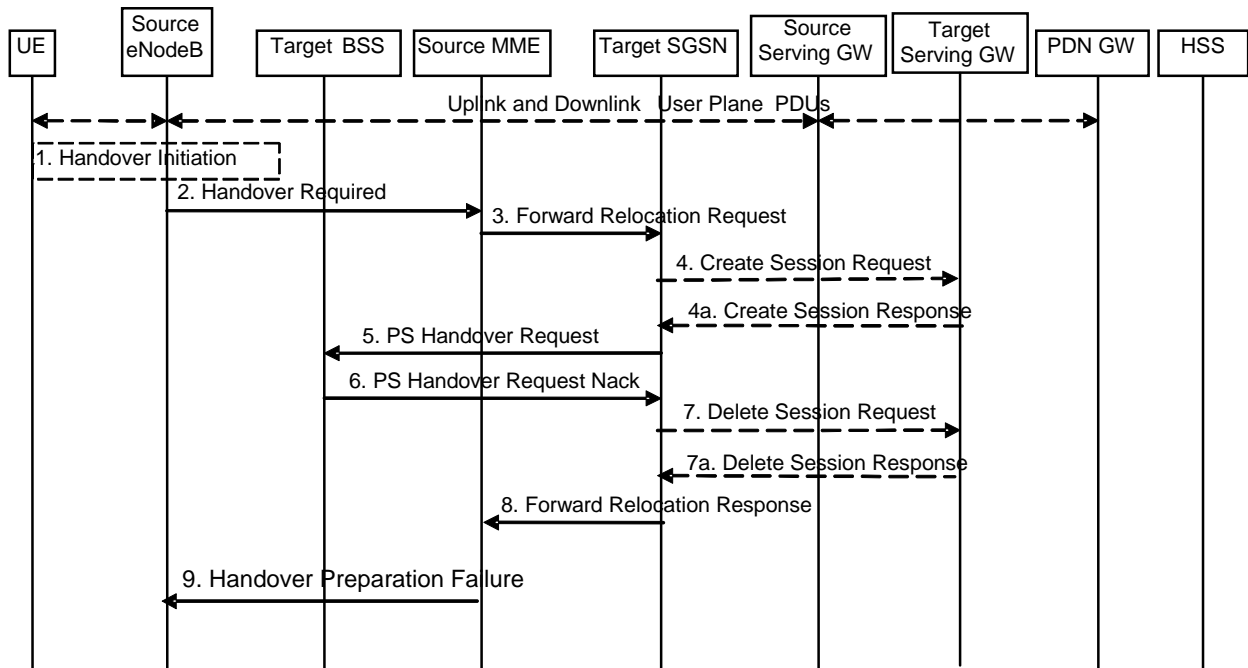 UE
Source
eNodeB
Target BSS
Source MME
Target SGSN
Source
Serving GW
Target
Serving GW
PDN GW
HSS
Uplink and Downlink User Plane PDUs
1. Handover Initiation
2. Handover Required
3. Forward Relocation Request
4. Create Session Request
4a. Create Session Response
5. PS Handover Request
6. PS Handover Request Nack
7. Delete Session Request
7a. Delete Session Response
8. Forward Relocation Response
9. Handover Preparation Failure